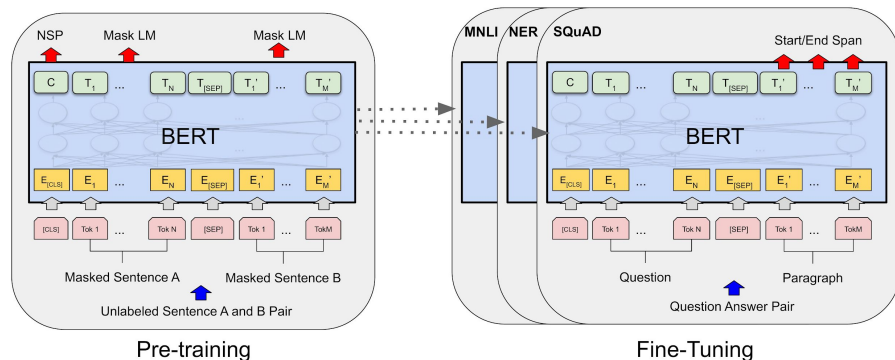 NSP Mask LM Mask LM
C T1 ... TN T[SEP] T1' ... TM'
BERT
E[CLS] E1 ... EN E[SEP] E1' ... EM'
[CLS] Tok 1 ... Tok N [SEP] Tok 1 ... TokM
Masked Sentence A Masked Sentence B
Unlabeled Sentence A and B Pair
Pre-training
MNLI NER SQuAD
Start/End Span
C T1 ... TN T[SEP] T1' ... TM'
BERT
E[CLS] E1 ... EN E[SEP] E1' ... EM'
[CLS] Tok 1 ... Tok N [SEP] Tok 1 ... TokM
Question Paragraph
Question Answer Pair
Fine-Tuning